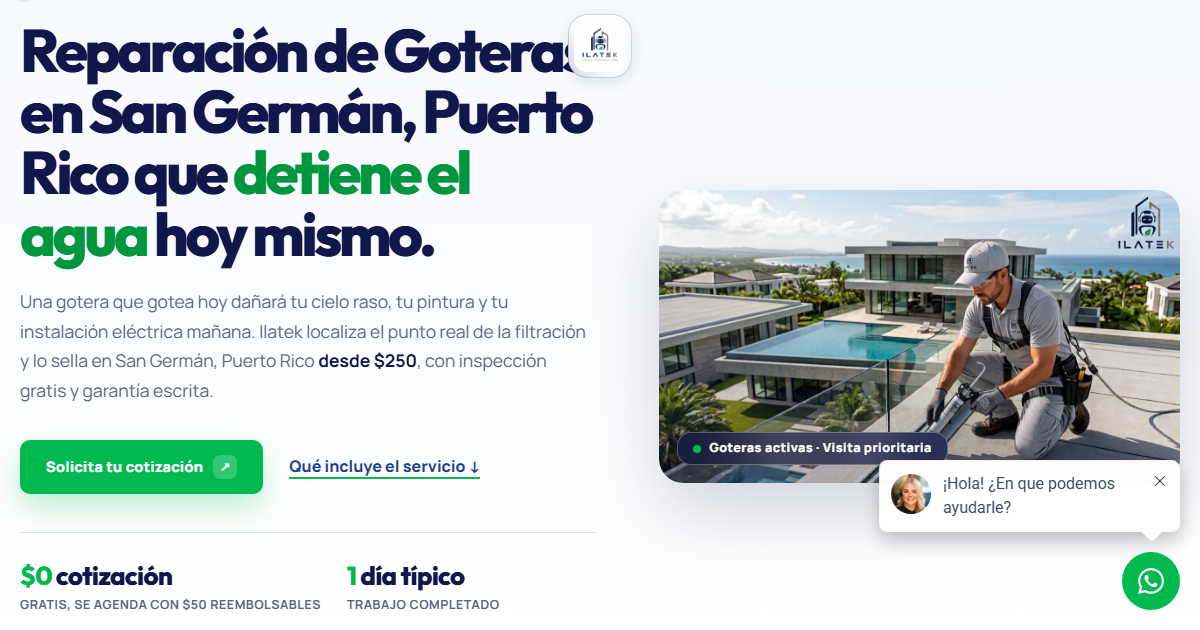 Reparación de Goteras
en San Germán, Puerto
Rico que detiene el
agua hoy mismo.
ILATEK
Una gotera que gotea hoy dañará tu cielo raso, tu pintura y tu
instalación eléctrica mañana. Ilatek localiza el punto real de la filtración
y lo sella en San Germán, Puerto Rico desde $250, con inspección
gratis y garantía escrita.
Solicita tu cotización ↗
Qué incluye el servicio ↓
$0 cotización
GRATIS, SE AGENDA CON $50 REEMBOLSABLES
1 día típico
TRABAJO COMPLETADO
ILATEK
Goteras activas · Visita prioritaria
¡Hola! ¿En que podemos
ayudarle?